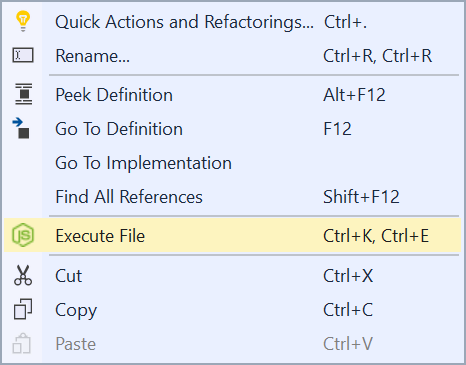 Quick Actions and Refactorings... Ctrl+.
Rename... Ctrl+R, Ctrl+R
Peek Definition Alt+F12
Go To Definition F12
Go To Implementation
Find All References Shift+F12
JS Execute File Ctrl+K, Ctrl+E
Cut Ctrl+X
Copy Ctrl+C
Paste Ctrl+V